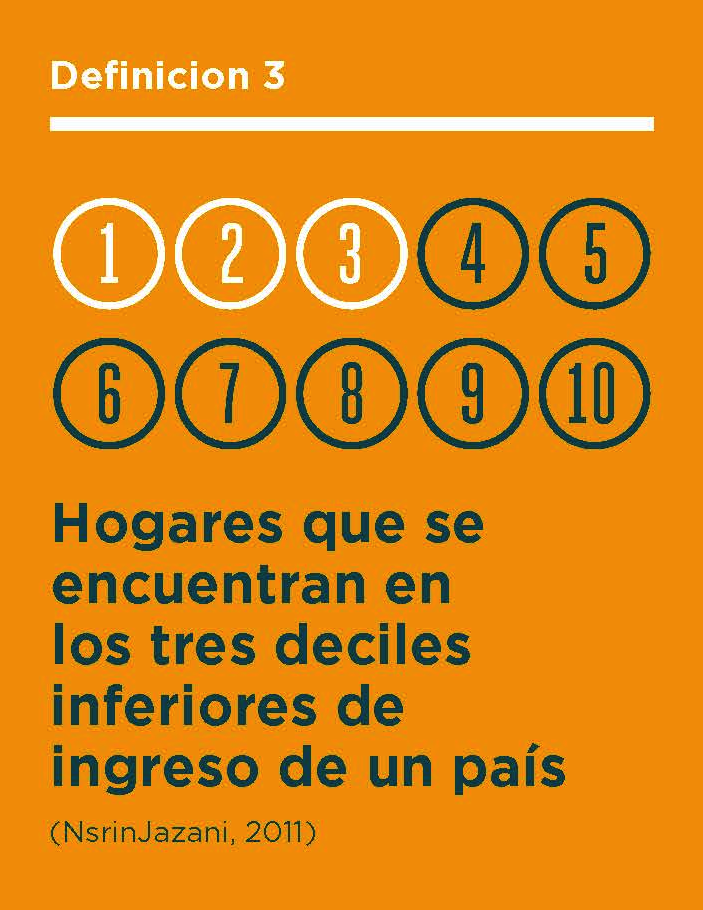 Definicion 3
1 2 3 4 5
6 7 8 9 10
Hogares que se
encuentran en
los tres deciles
inferiores de
ingreso de un país
(NsrinJazani, 2011)